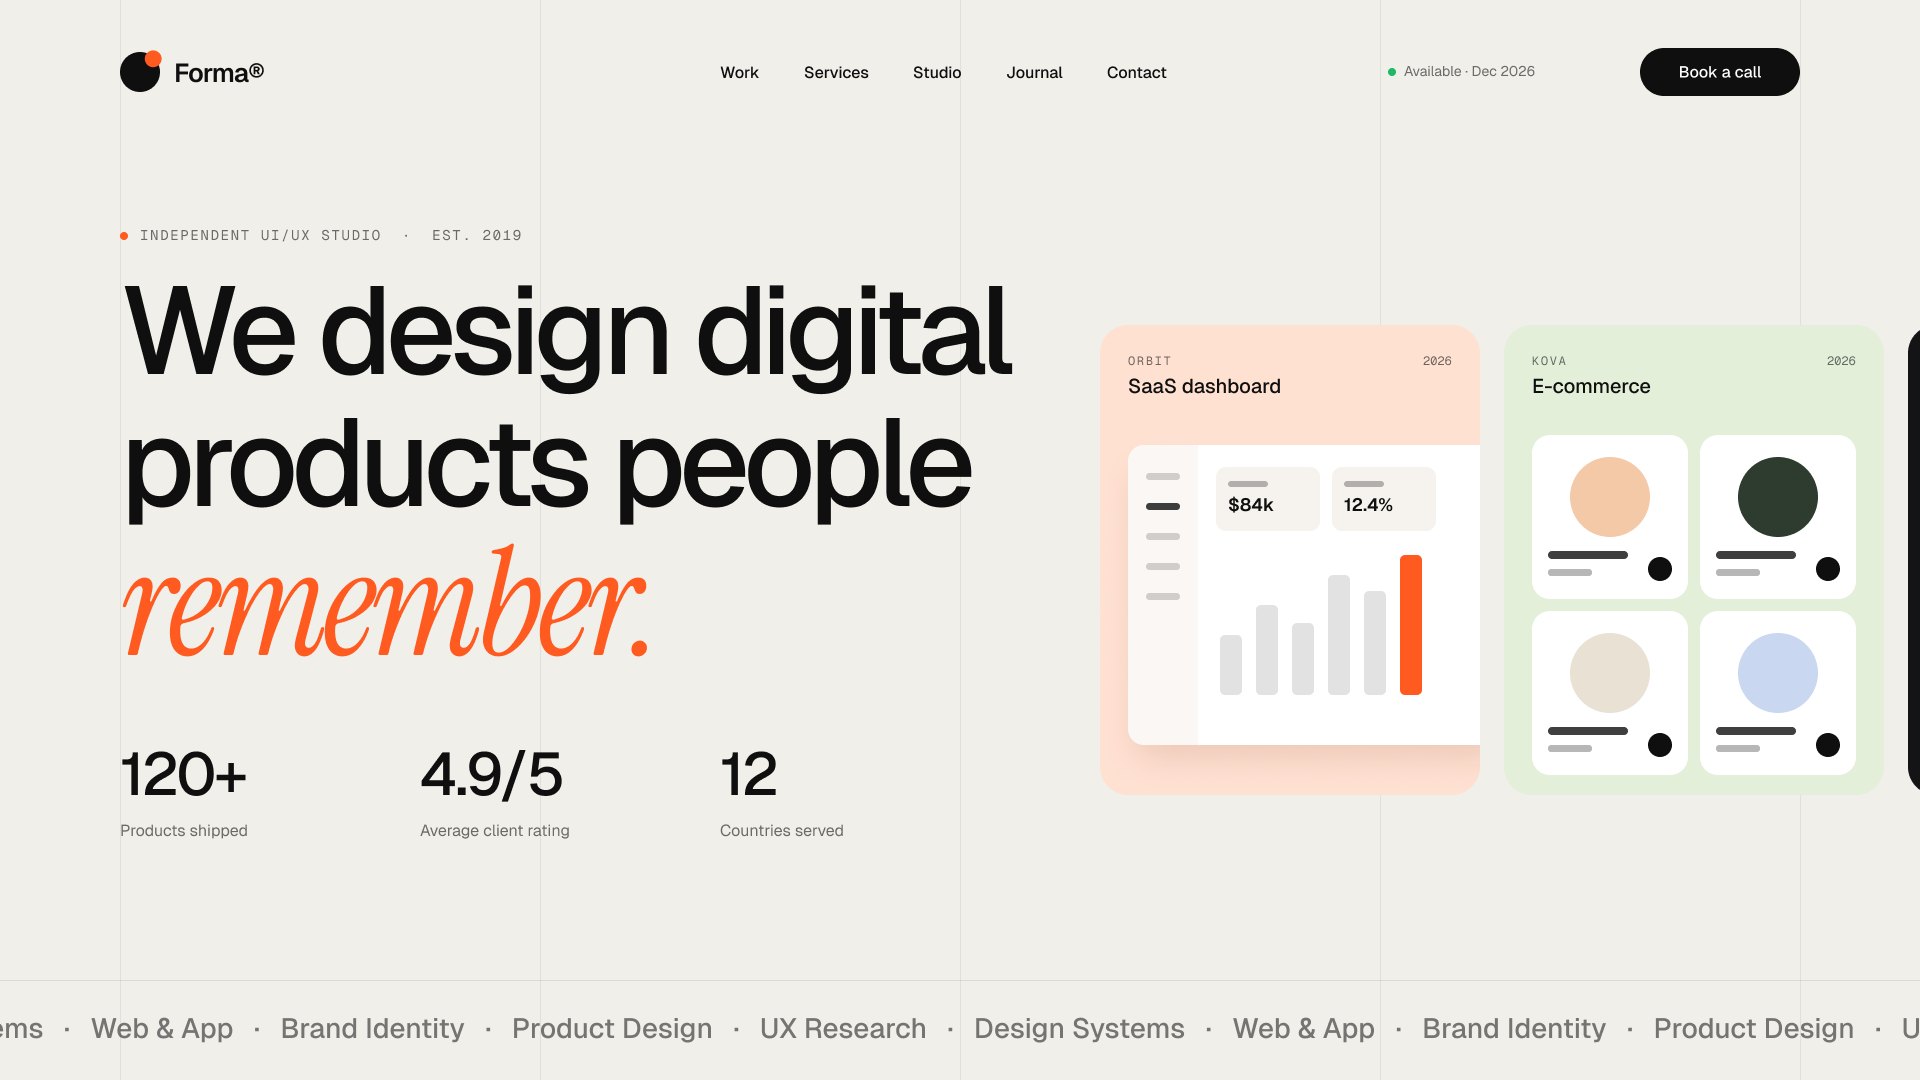 Forma®
Work Services Studio Journal Contact
Available · Dec 2026
Book a call
INDEPENDENT UI/UX STUDIO · EST. 2019
We design digital
products people
remember.
120+
Products shipped
4.9/5
Average client rating
12
Countries served
ORBIT 2026
SaaS dashboard
$84k 12.4%
KOVA 2026
E-commerce
ems · Web & App · Brand Identity · Product Design · UX Research · Design Systems · Web & App · Brand Identity · Product Design · U